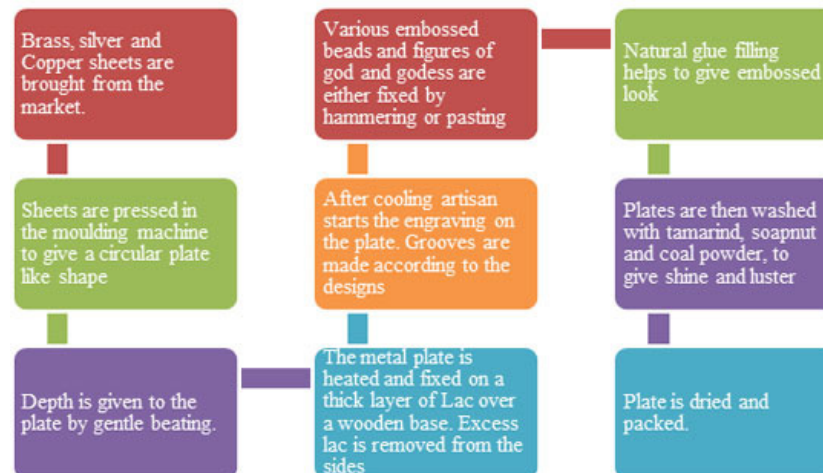 Brass, silver and
Copper sheets are
brought from the
market.
Sheets are pressed in
the moulding machine
to give a circular plate
like shape
Depth is given to the
plate by gentle beating.
The metal plate is
heated and fixed on a
thick layer of Lac over
a wooden base. Excess
lac is removed from the
sides
After cooling artisan
starts the engraving on
the plate. Grooves are
made according to the
designs
Various embossed
beads and figures of
god and godess are
either fixed by
hammering or pasting
Natural glue filling
helps to give embossed
look
Plates are then washed
with tamarind, soapnut
and coal powder, to
give shine and luster
Plate is dried and
packed.